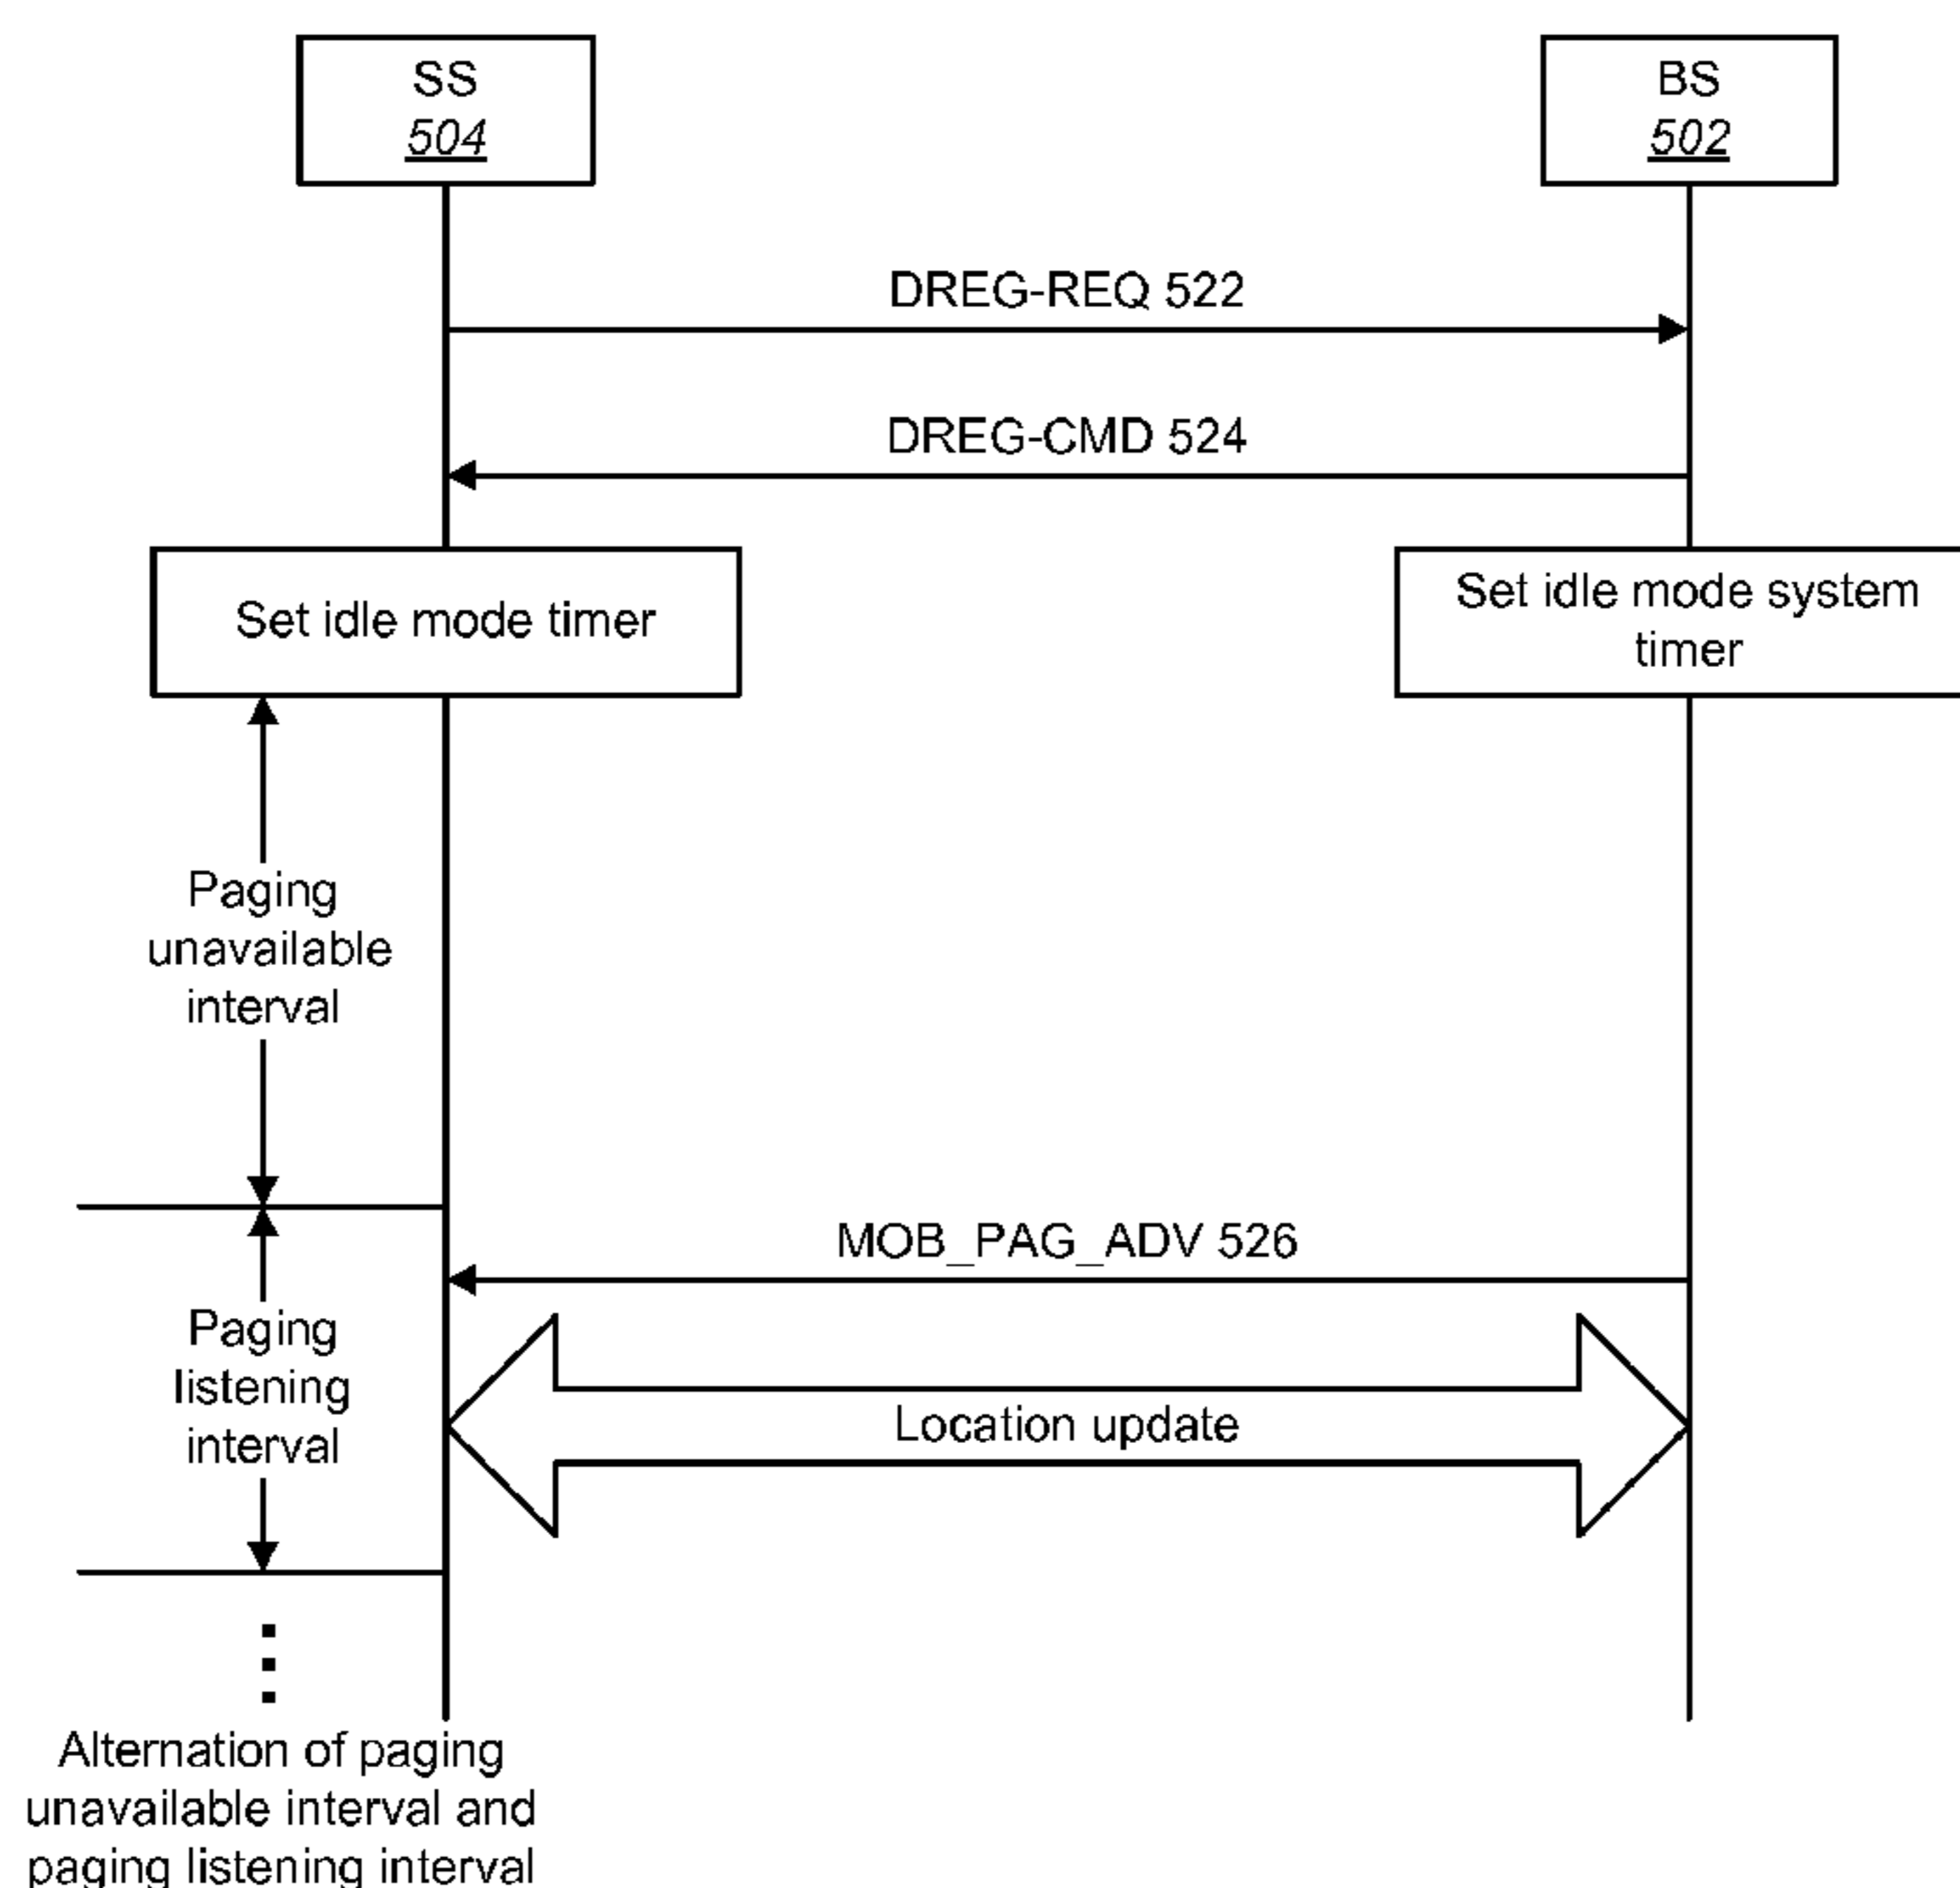 SS
504
BS
502
DREG-REQ 522
DREG-CMD 524
Set idle mode timer
Set idle mode system
timer
Paging
unavailable
interval
MOB_PAG_ADV 526
Paging
listening
interval
Location update
Alternation of paging
unavailable interval and
paging listening interval